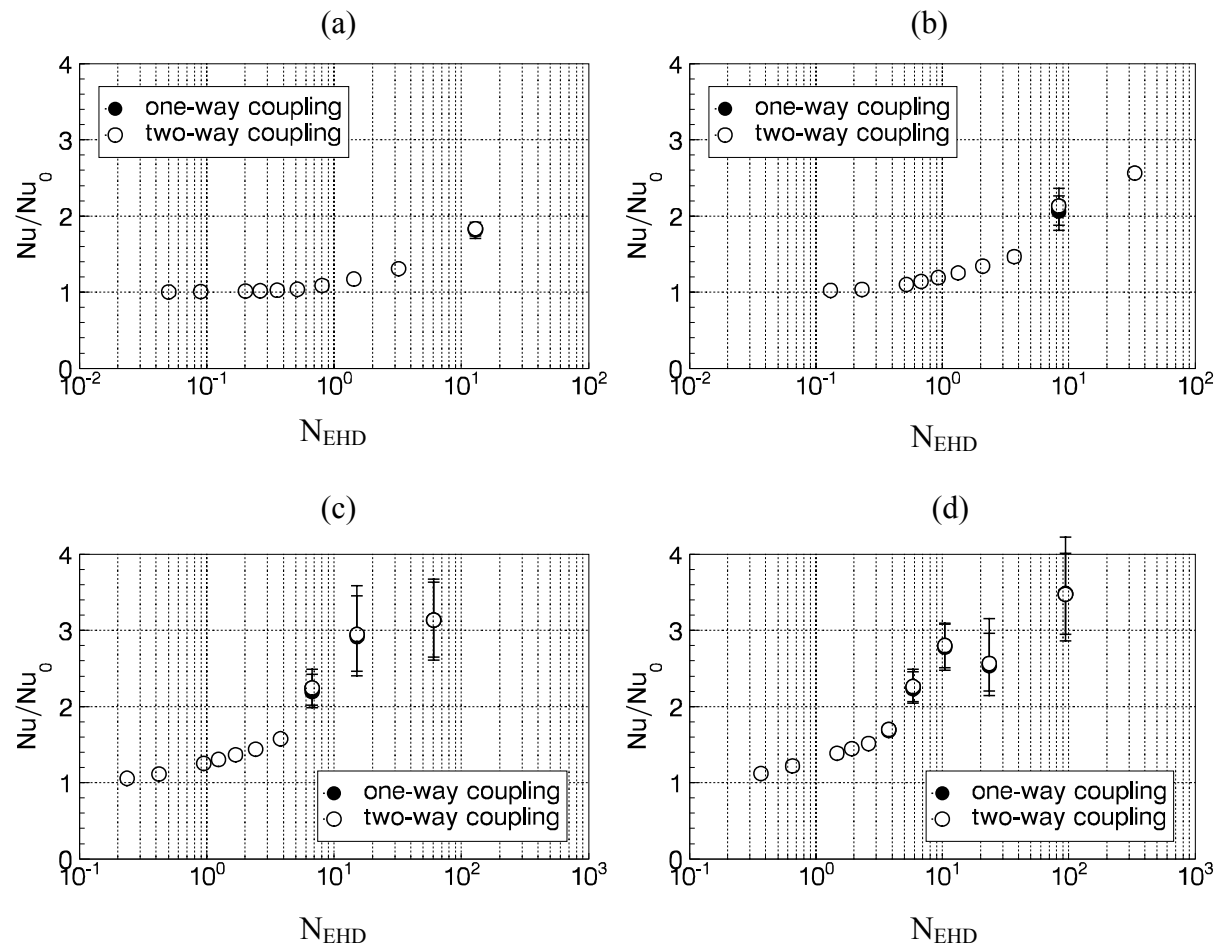 (a)
4
3
2
1
0
Nu/Nu₀
one-way coupling
two-way coupling
10⁻² 10⁻¹ 10⁰ 10¹ 10²
N_EHD
(b)
4
3
2
1
0
Nu/Nu₀
one-way coupling
two-way coupling
10⁻² 10⁻¹ 10⁰ 10¹ 10²
N_EHD
(c)
4
3
2
1
0
Nu/Nu₀
one-way coupling
two-way coupling
10⁻¹ 10⁰ 10¹ 10² 10³
N_EHD
(d)
4
3
2
1
0
Nu/Nu₀
one-way coupling
two-way coupling
10⁻¹ 10⁰ 10¹ 10² 10³
N_EHD